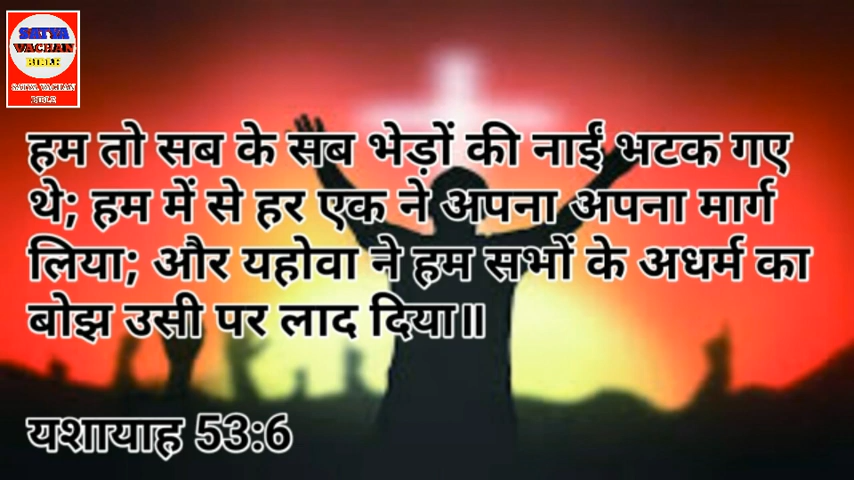 SATYA
VACHAN
BIBLE
SATYA VACHAN
BIBLE
हम तो सब के सब भेड़ों की नाईं भटक गए
थे; हम में से हर एक ने अपना अपना मार्ग
लिया; और यहोवा ने हम सभों के अधर्म का
बोझ उसी पर लाद दिया॥
यशायाह 53:6